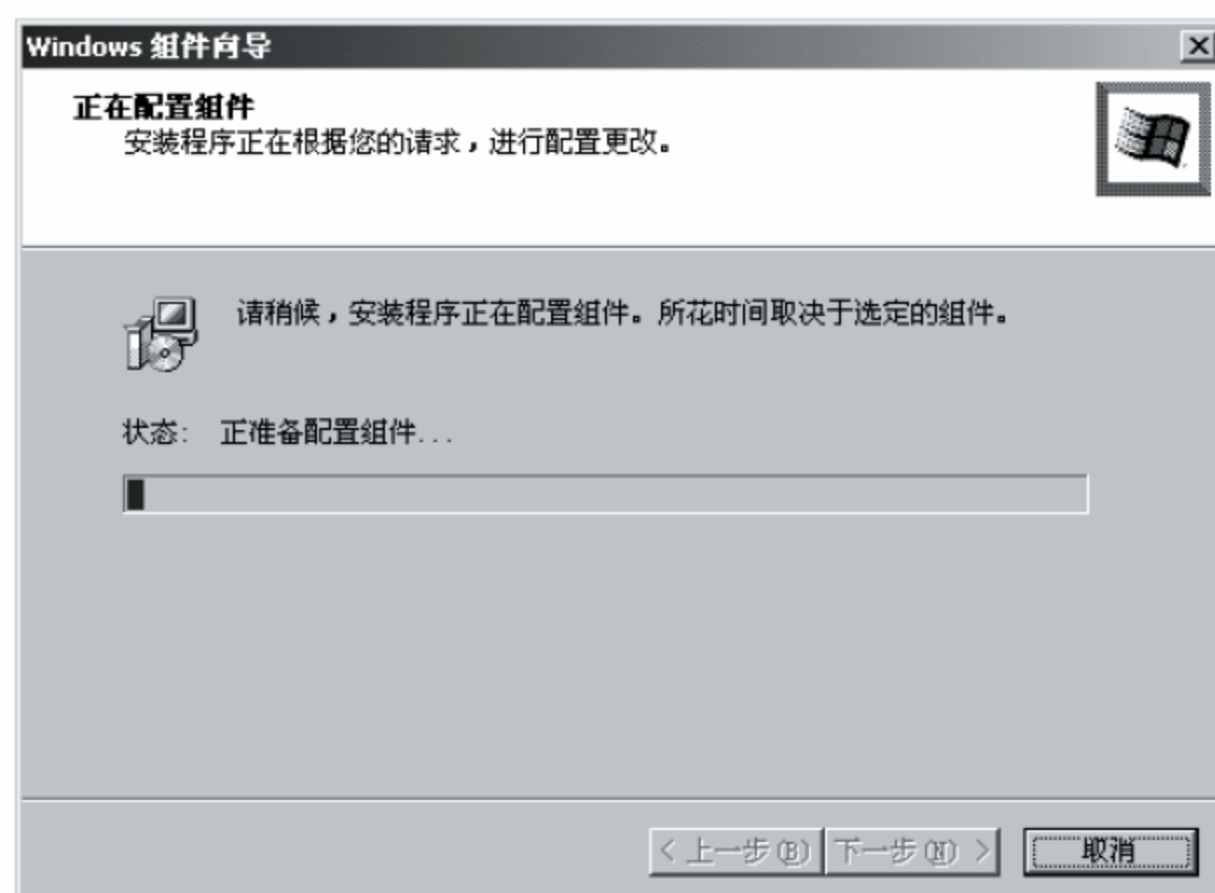 Windows 组件向导
正在配置组件
安装程序正在根据您的请求，进行配置更改。
请稍候，安装程序正在配置组件。所花时间取决于选定的组件。
状态: 正准备配置组件...
< 上一步(B) 下一步(N) > 取消